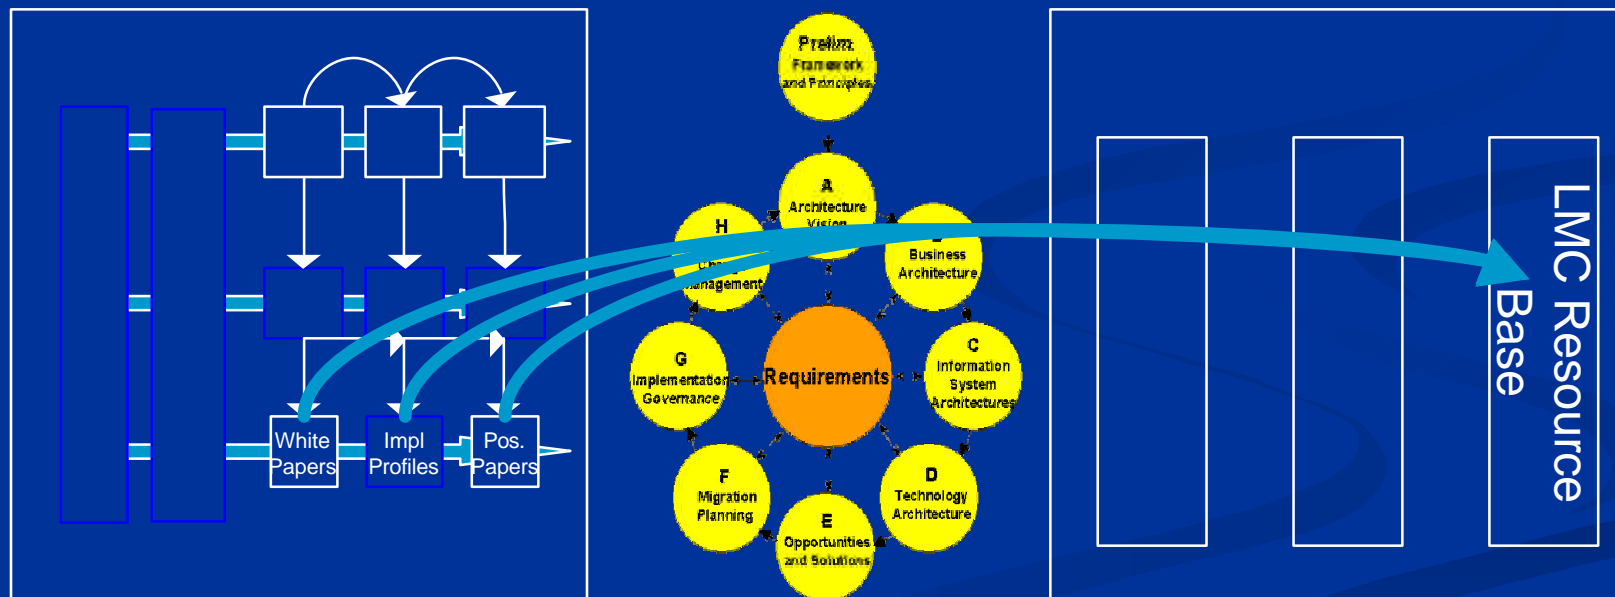 White
Papers
Impl
Profiles
Pos.
Papers
Prelim:
Framework
and Principles
A
Architecture
Vision
H
Management
Business
Architecture
G
Implementation
Governance
Requirements
C
Information
System
Architectures
F
Migration
Planning
D
Technology
Architecture
E
Opportunities
and Solutions
LMC Resource
Base